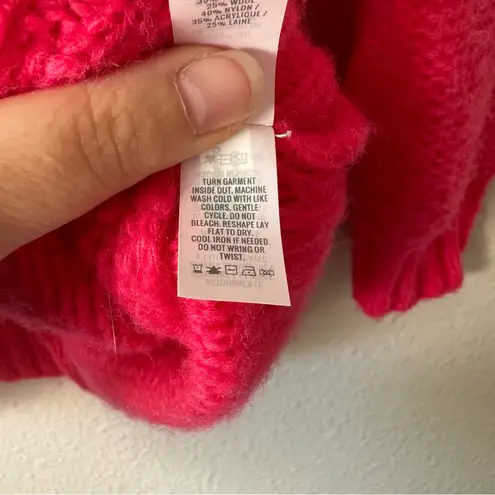 25% WOOL
40% NYLON /
35% ACRYLIQUE /
25% LAINE
TURN GARMENT
INSIDE OUT. MACHINE
WASH COLD WITH LIKE
COLORS, GENTLE
CYCLE. DO NOT
BLEACH. RESHAPE LAY
FLAT TO DRY.
COOL IRON IF NEEDED.
DO NOT WRING OR
TWIST.